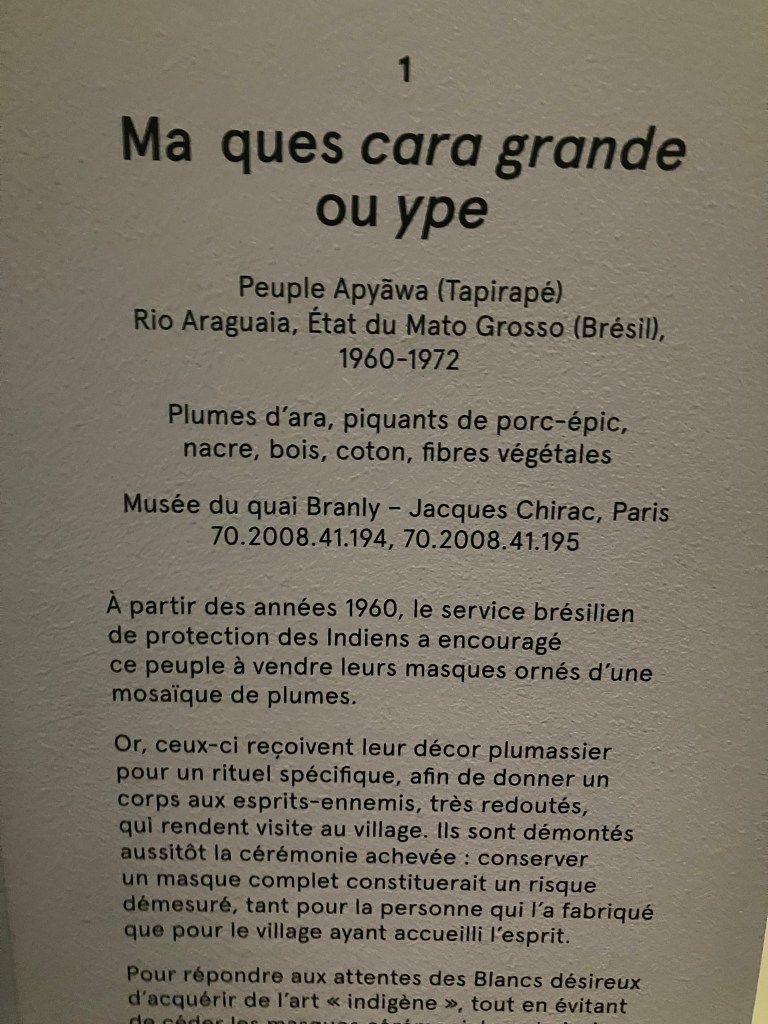 1
Ma ques cara grande
ou ype
Peuple Apyāwa (Tapirapé)
Rio Araguaia, État du Mato Grosso (Brésil),
1960-1972
Plumes d’ara, piquants de porc-épic,
nacre, bois, coton, fibres végétales
Musée du quai Branly – Jacques Chirac, Paris
70.2008.41.194, 70.2008.41.195
À partir des années 1960, le service brésilien
de protection des Indiens a encouragé
ce peuple à vendre leurs masques ornés d’une
mosaïque de plumes.
Or, ceux-ci reçoivent leur décor plumassier
pour un rituel spécifique, afin de donner un
corps aux esprits-ennemis, très redoutés,
qui rendent visite au village. Ils sont démontés
aussitôt la cérémonie achevée : conserver
un masque complet constituerait un risque
démesuré, tant pour la personne qui l’a fabriqué
que pour le village ayant accueilli l’esprit.
Pour répondre aux attentes des Blancs désireux
d’acquérir de l’art « indigène », tout en évitant
de céder les masques